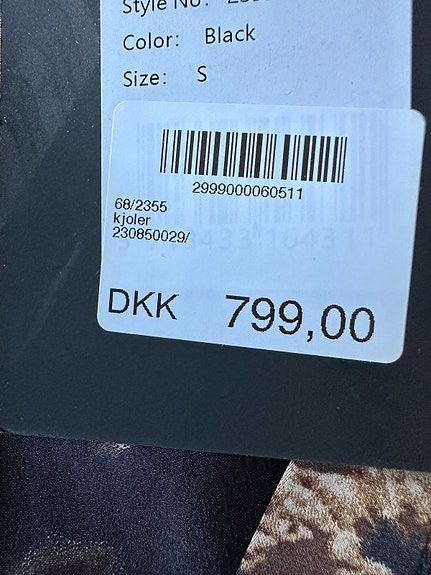 Style No:
Color: Black
Size: S
2999000060511
68/2355
kjoler
230850029/
DKK 799,00